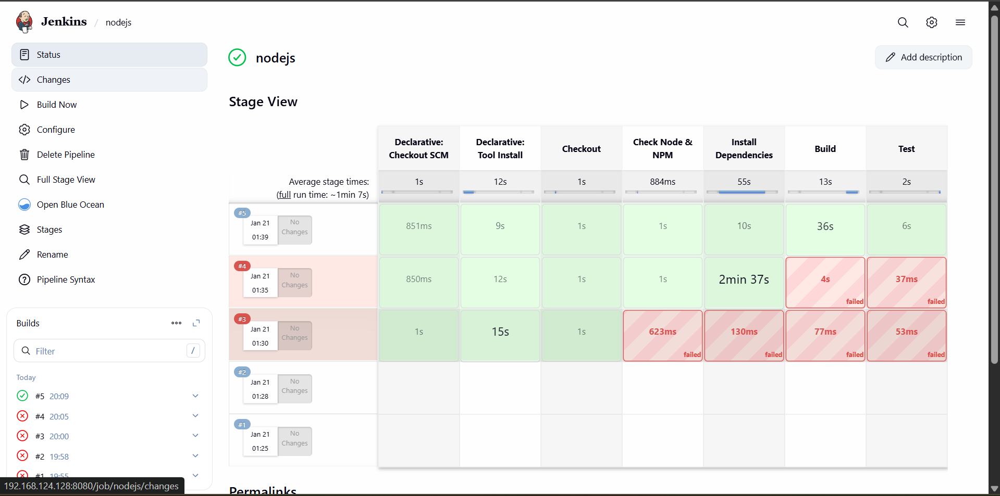 Jenkins / nodejs
Status
Changes
Build Now
Configure
Delete Pipeline
Full Stage View
Open Blue Ocean
Stages
Rename
Pipeline Syntax
Builds
Filter
/
Today
#5 20:09
#4 20:05
#3 20:00
#2 19:58
#1 19:55
192.168.124.128:8080/job/nodejs/changes
nodejs
Add description
Stage View
Declarative: Checkout SCM
Declarative: Tool Install
Checkout
Check Node & NPM
Install Dependencies
Build
Test
Average stage times:
(full run time: ~1min 7s)
1s 12s 1s 884ms 55s 13s 2s
#5
Jan 21
01:39
No Changes
851ms 9s 1s 1s 10s 36s 6s
#4
Jan 21
01:35
No Changes
850ms 12s 1s 1s 2min 37s 4s 37ms
failed failed
#3
Jan 21
01:30
No Changes
1s 15s 1s 623ms 130ms 77ms 53ms
failed failed failed failed
#2
Jan 21
01:28
No Changes
#1
Jan 21
01:25
No Changes
Permalinks